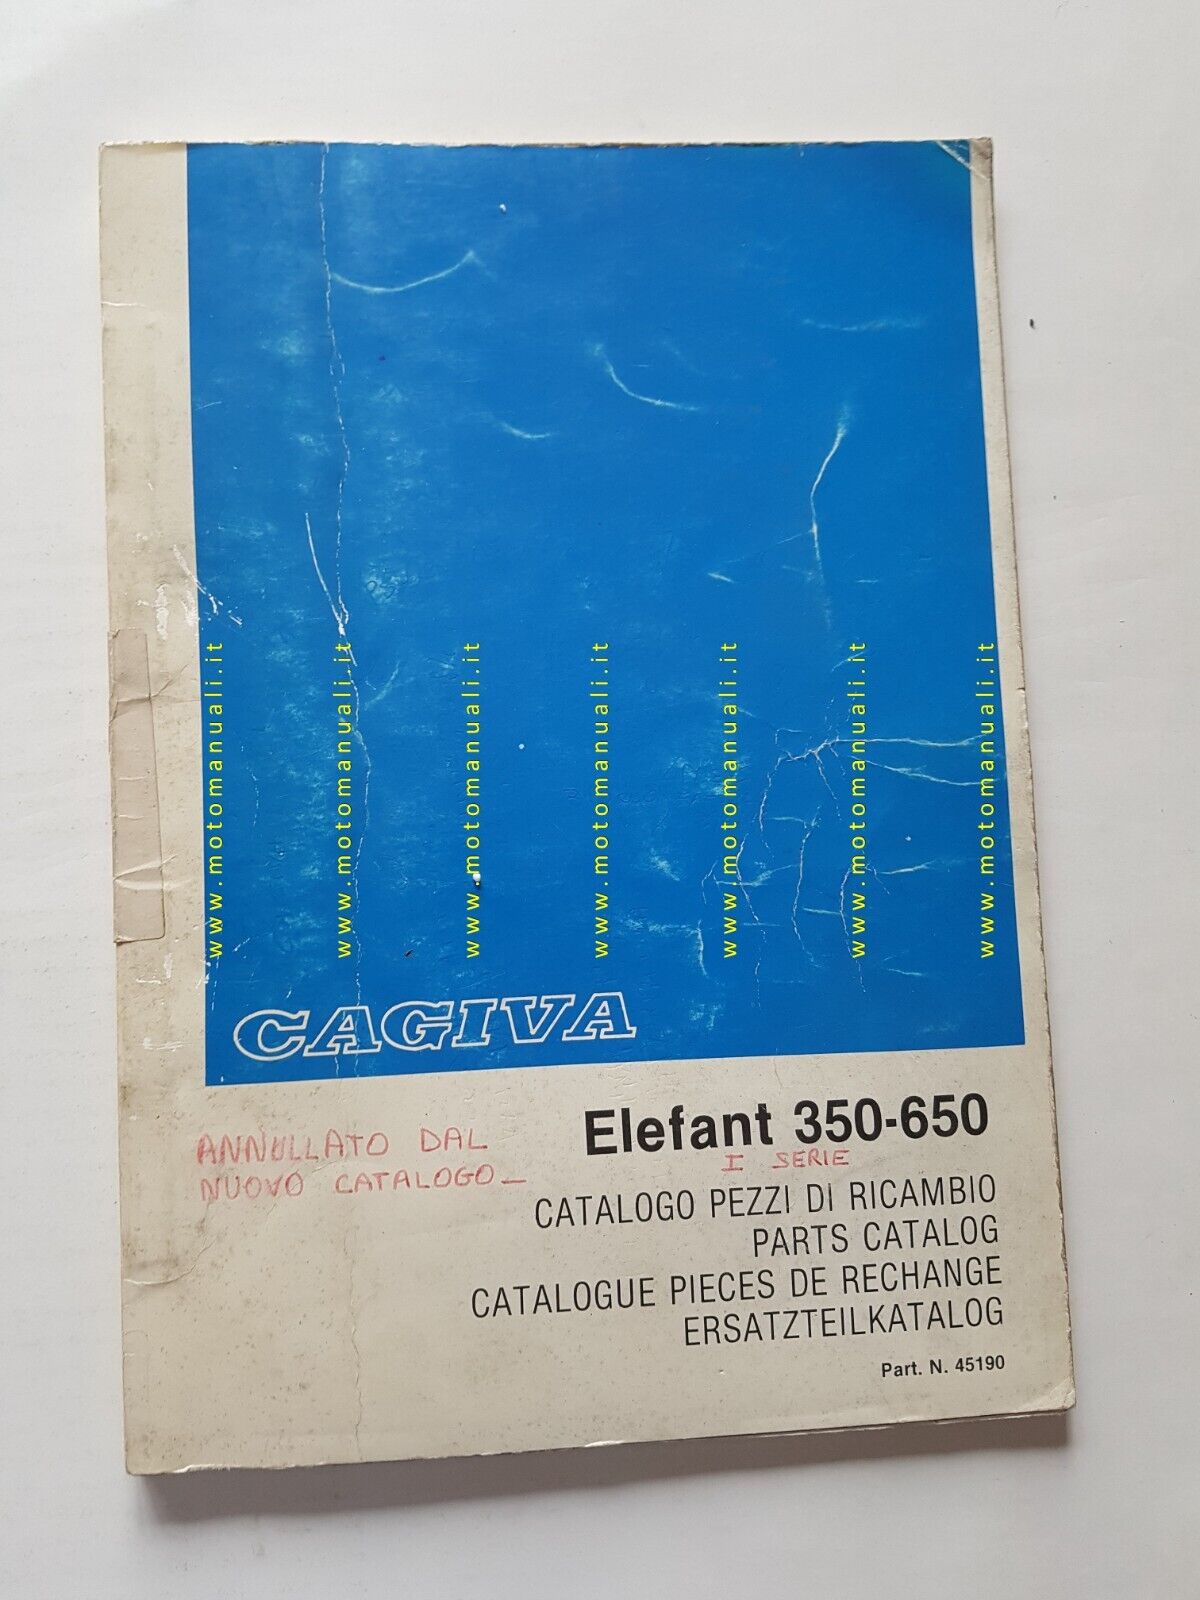 www.motomanuali.it www.motomanuali.it www.motomanuali.it www.motomanuali.it www.motomanuali.it www.motomanuali.it www.motomanuali.it
CAGIVA
Elefant 350-650
ANNULLATO DAL
NUOVO CATALOGO_
I SERIE
CATALOGO PEZZI DI RICAMBIO
PARTS CATALOG
CATALOGUE PIECES DE RECHANGE
ERSATZTEILKATALOG
Part. N. 45190